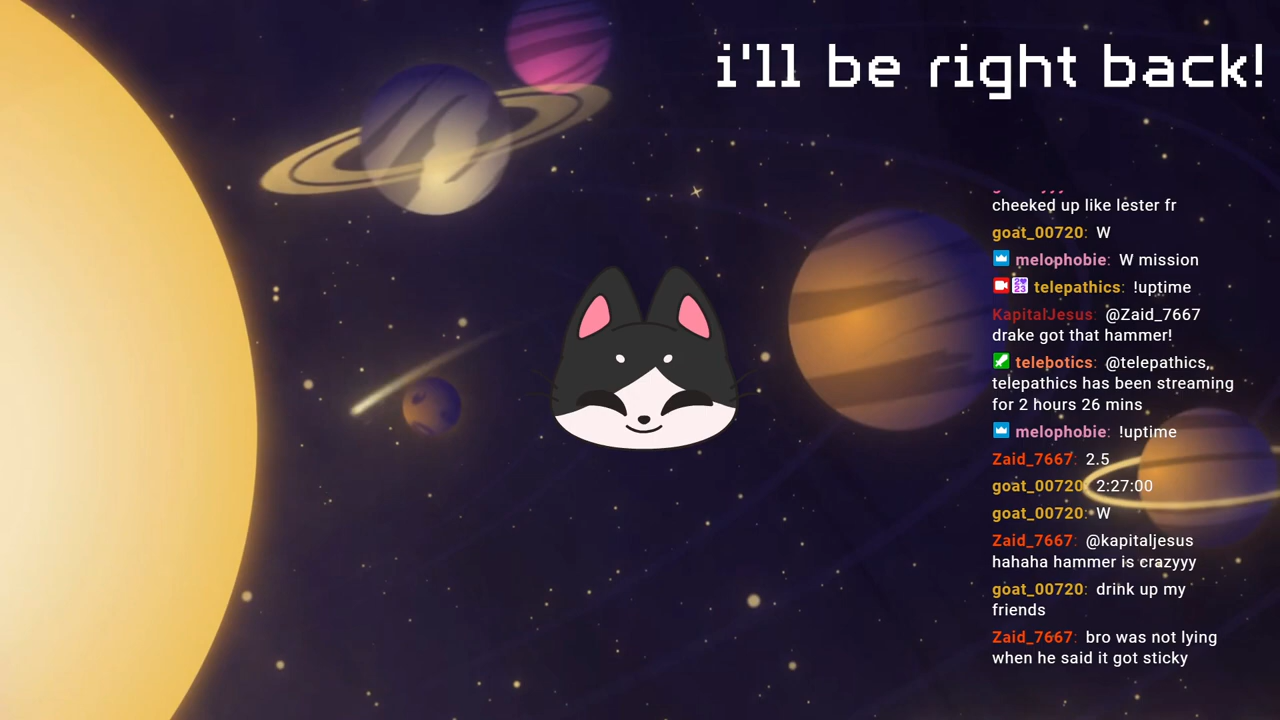 i'll be right back!
cheeked up like lester fr
goat_00720: W
melophobie: W mission
telepathics: !uptime
KapitalJesus: @Zaid_7667
drake got that hammer!
telebotics: @telepathics,
telepathics has been streaming
for 2 hours 26 mins
melophobie: !uptime
Zaid_7667: 2.5
goat_00720: 2:27:00
goat_00720: W
Zaid_7667: @kapitaljesus
hahaha hammer is crazyyy
goat_00720: drink up my
friends
Zaid_7667: bro was not lying
when he said it got sticky